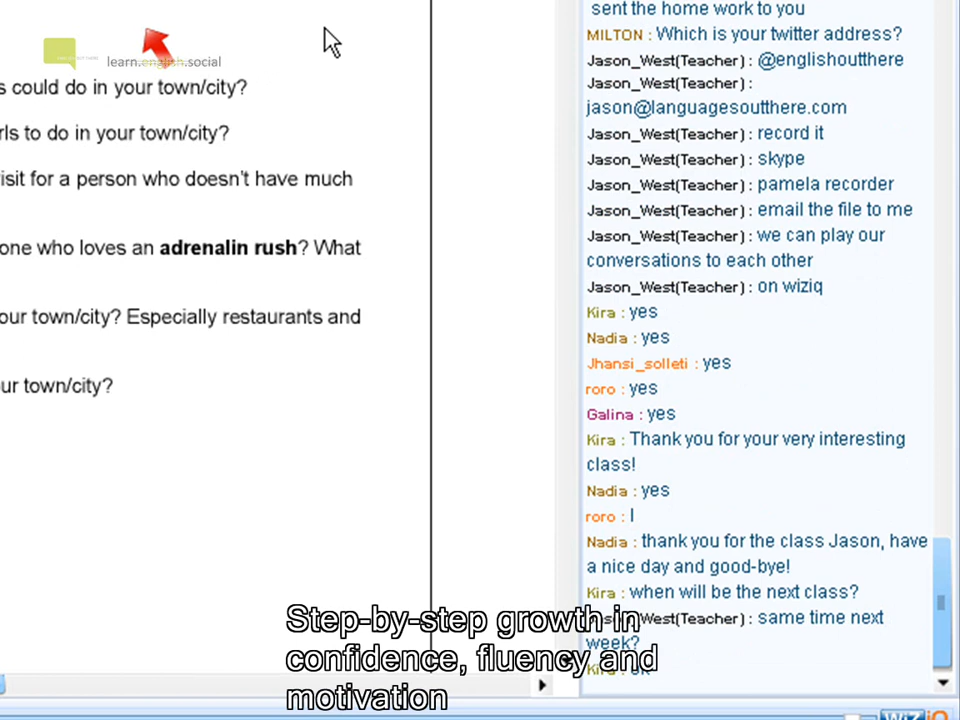 learn.english.social
s could do in your town/city?
rls to do in your town/city?
isit for a person who doesn't have much
one who loves an adrenalin rush? What
our town/city? Especially restaurants and
ur town/city?
sent the home work to you
MILTON : Which is your twitter address?
Jason_West(Teacher) : @englishoutthere
Jason_West(Teacher) :
jason@languagesoutthere.com
Jason_West(Teacher) : record it
Jason_West(Teacher) : skype
Jason_West(Teacher) : pamela recorder
Jason_West(Teacher) : email the file to me
Jason_West(Teacher) : we can play our
conversations to each other
Jason_West(Teacher) : on wiziq
Kira : yes
Nadia : yes
Jhansi_solleti : yes
roro : yes
Galina : yes
Kira : Thank you for your very interesting
class!
Nadia : yes
roro : I
Nadia : thank you for the class Jason, have
a nice day and good-bye!
Kira : when will be the next class?
West(Teacher) : same time next
week?
Kira : ok
Step-by-step growth in
confidence, fluency and
motivation
WiZiQ